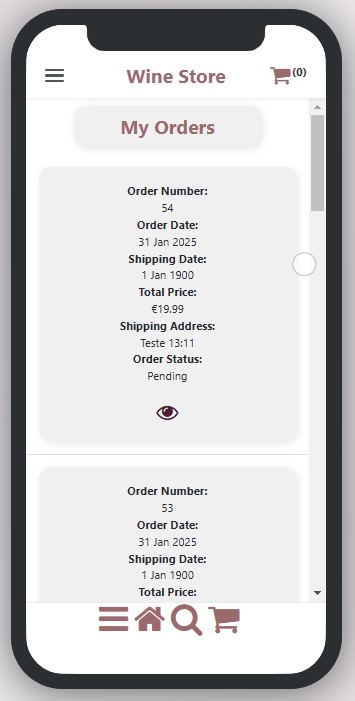 Wine Store
(0)
My Orders
Order Number:
54
Order Date:
31 Jan 2025
Shipping Date:
1 Jan 1900
Total Price:
€19.99
Shipping Address:
Teste 13:11
Order Status:
Pending
Order Number:
53
Order Date:
31 Jan 2025
Shipping Date:
1 Jan 1900
Total Price: